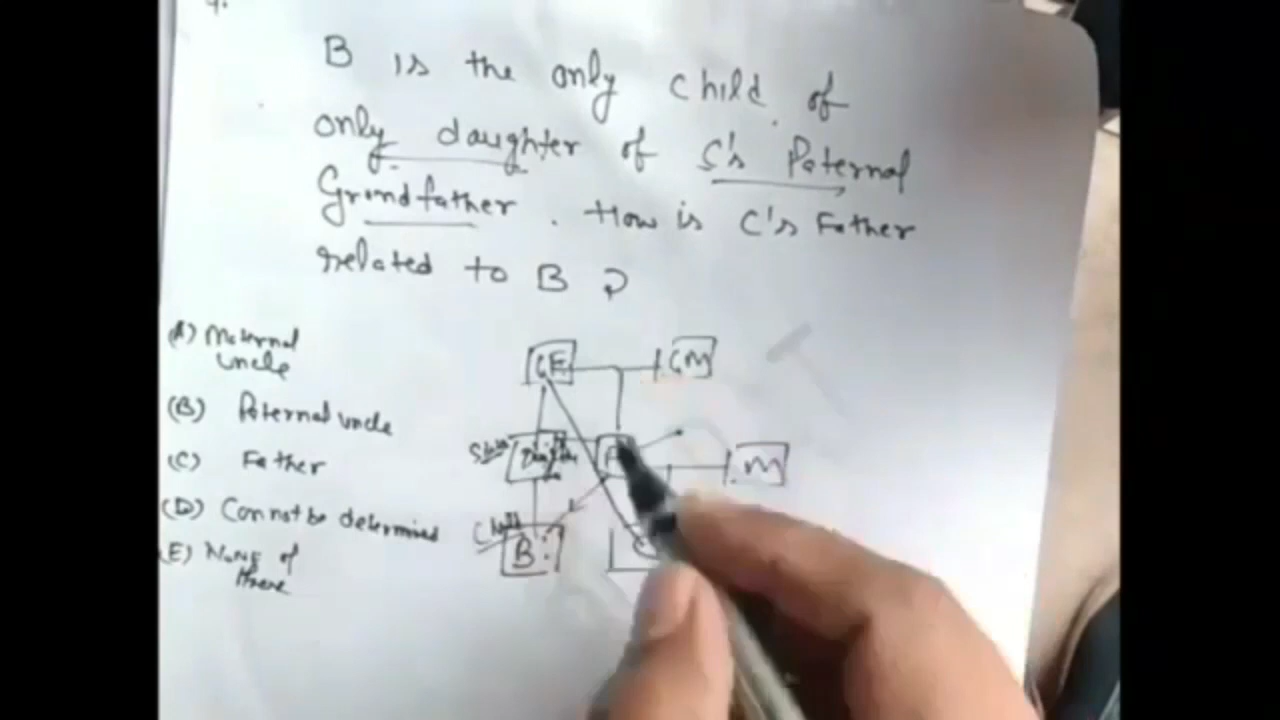 4.
B is the only child of
only daughter of C's Paternal
Grandfather. How is C's Father
related to B ?
(A) Maternal
uncle
(B) Paternal uncle
(C) Father
(D) Cannot be determined
(E) None of
these
GF
GM
Daughter
M
Child
B